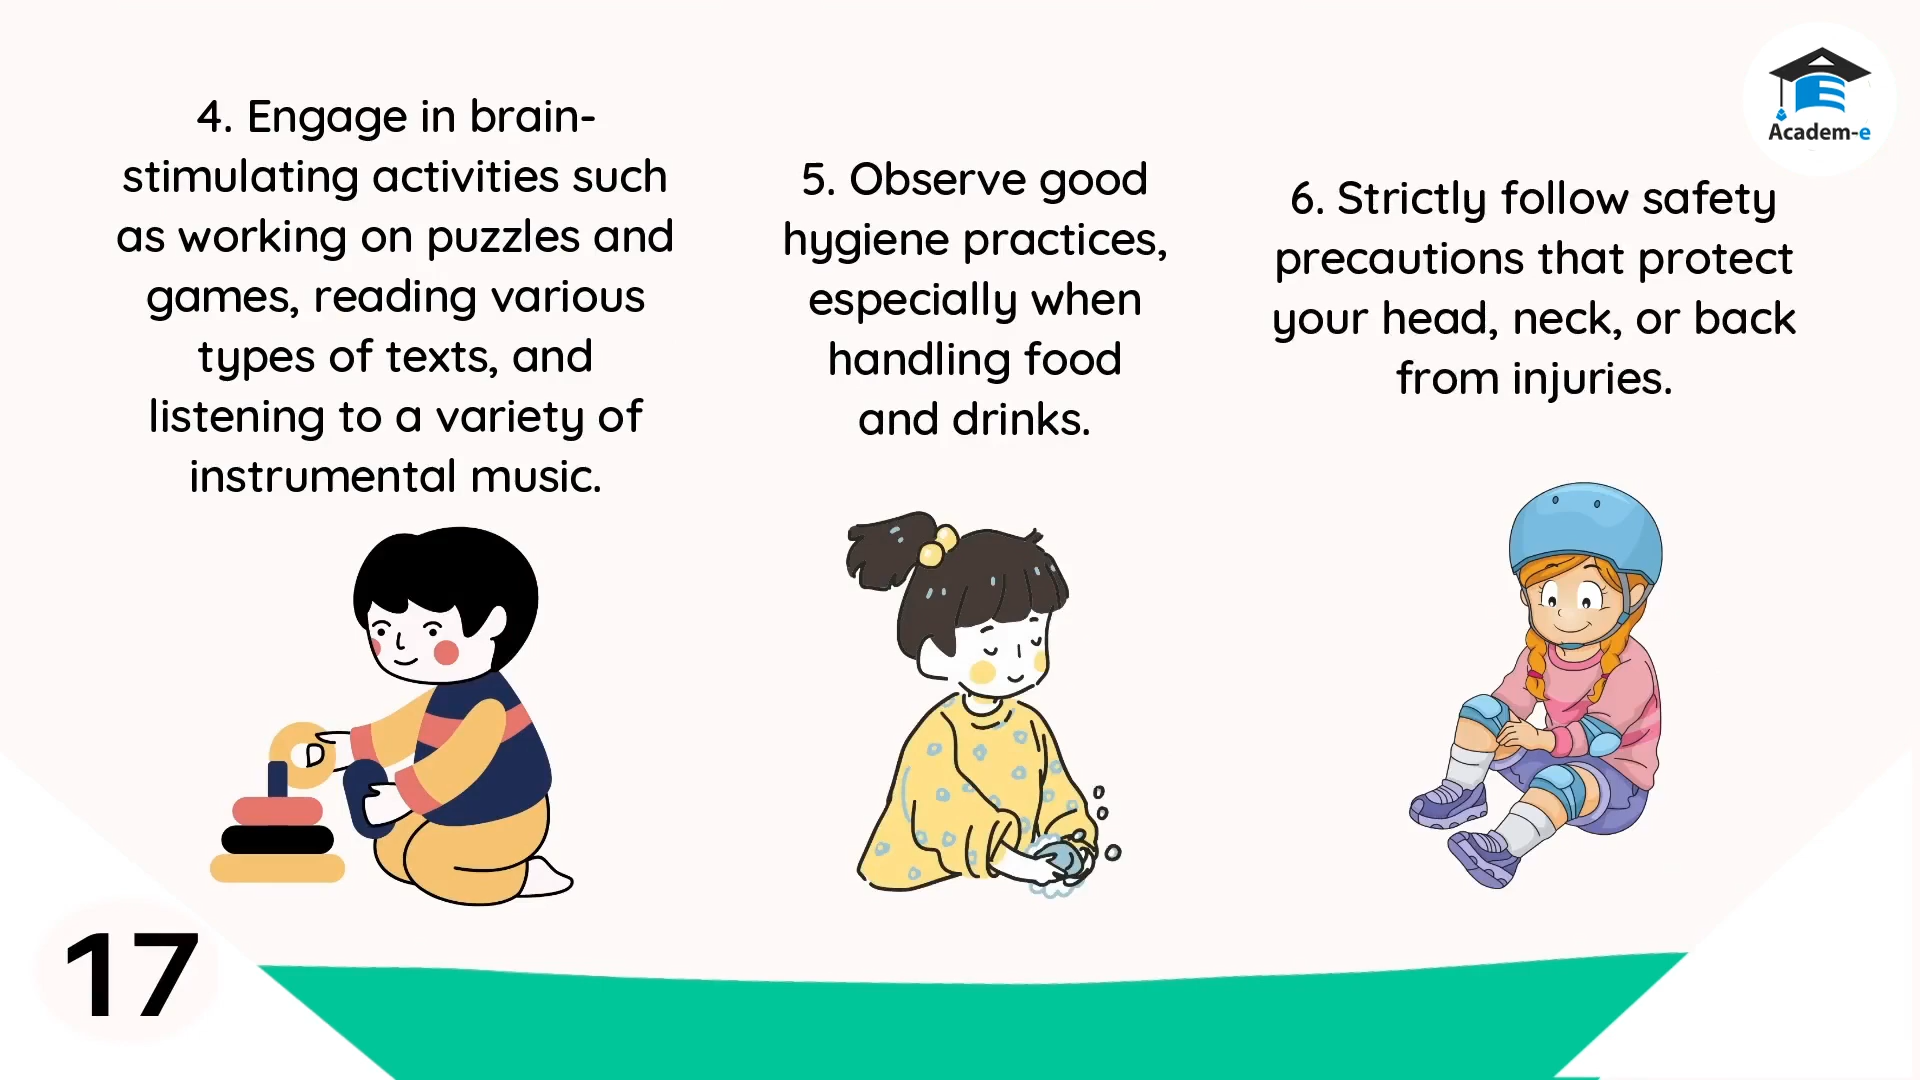 4. Engage in brain-
stimulating activities such
as working on puzzles and
games, reading various
types of texts, and
listening to a variety of
instrumental music.
5. Observe good
hygiene practices,
especially when
handling food
and drinks.
6. Strictly follow safety
precautions that protect
your head, neck, or back
from injuries.
Academ-e
17